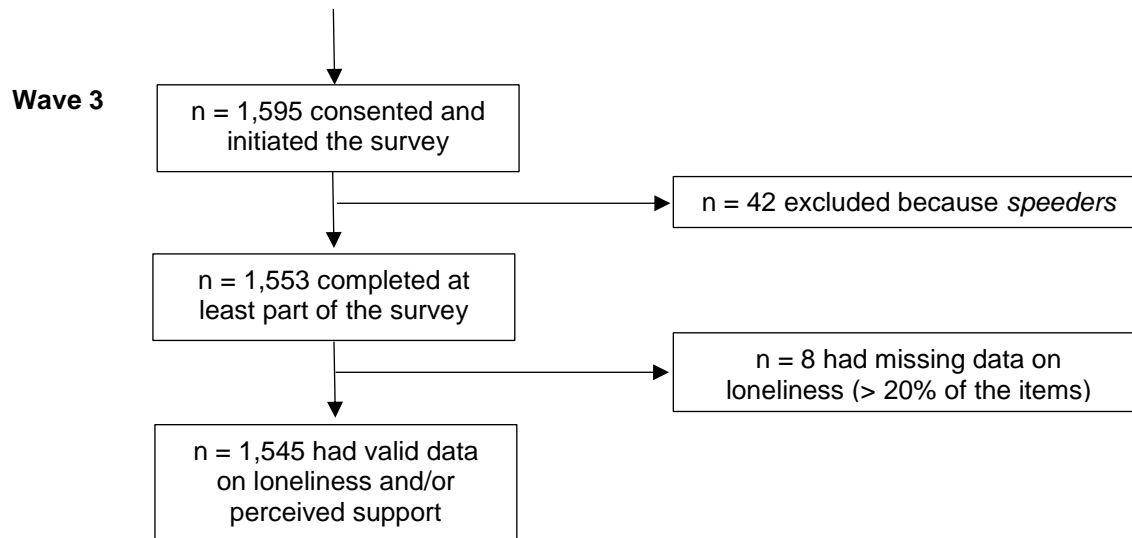 Wave 3
n = 1,595 consented and
initiated the survey
n = 42 excluded because speeders
n = 1,553 completed at
least part of the survey
n = 8 had missing data on
loneliness (> 20% of the items)
n = 1,545 had valid data
on loneliness and/or
perceived support